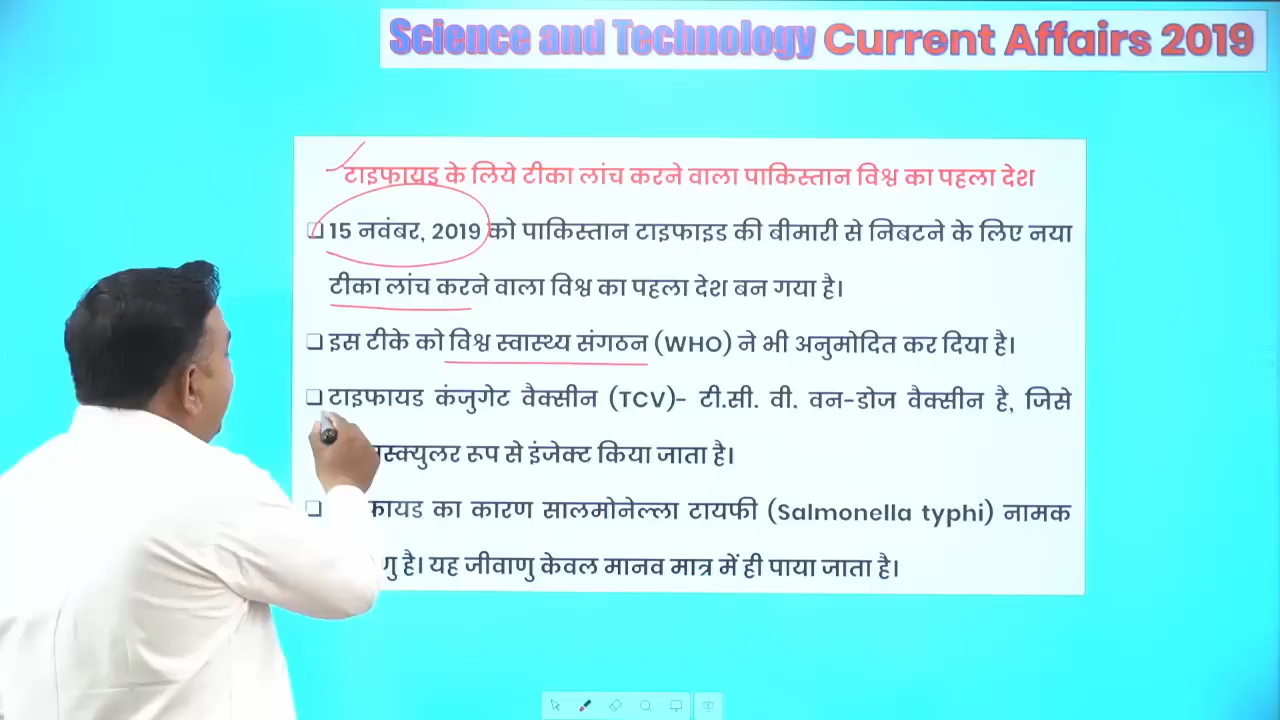 Science and Technology Current Affairs 2019
टाइफायड के लिये टीका लांच करने वाला पाकिस्तान विश्व का पहला देश
15 नवंबर, 2019 को पाकिस्तान टाइफाइड की बीमारी से निबटने के लिए नया
टीका लांच करने वाला विश्व का पहला देश बन गया है।
इस टीके को विश्व स्वास्थ्य संगठन (WHO) ने भी अनुमोदित कर दिया है।
टाइफायड कंजुगेट वैक्सीन (TCV)- टी.सी. वी. वन-डोज वैक्सीन है, जिसे
रूप से इंजेक्ट किया जाता है।
का कारण सालमोनेल्ला टायफी (Salmonella typhi) नामक
है। यह जीवाणु केवल मानव मात्र में ही पाया जाता है।